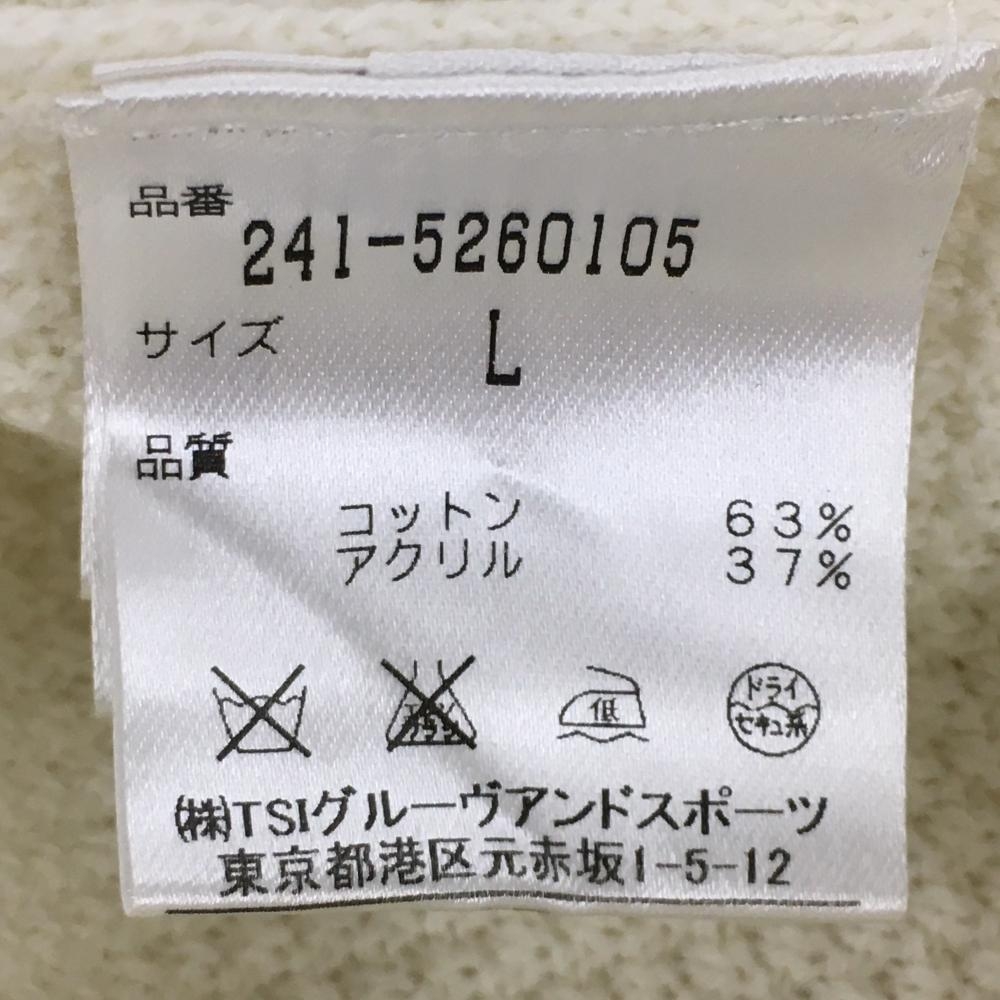 品番
241-5260105
サイズ L
品質
コットン 63%
アクリル 37%
低
ドライ
セキユ系
㈱TSIグルーヴアンドスポーツ
東京都港区元赤坂1-5-12